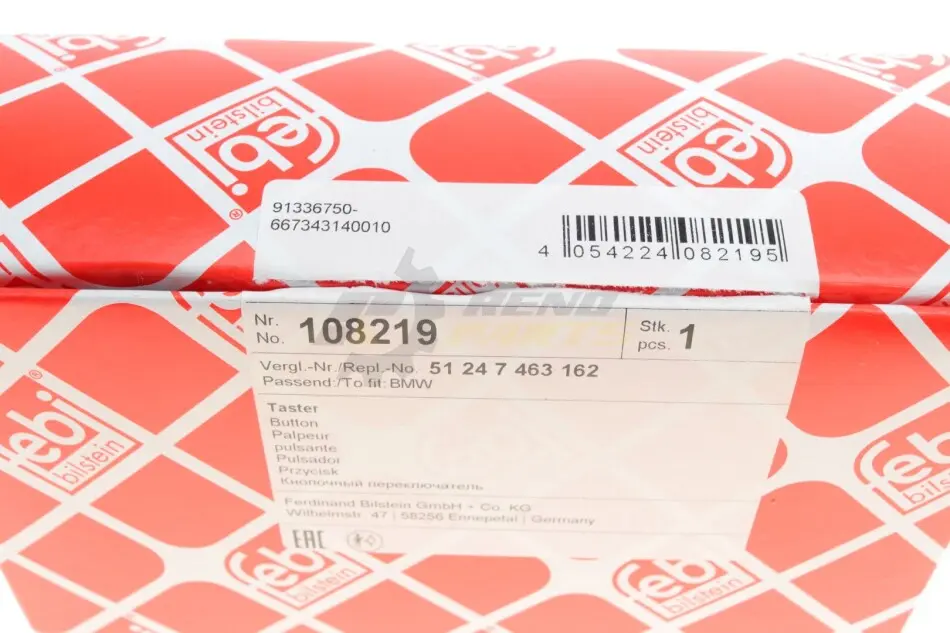 febi
bilstein
®
febi
bilstein
®
91336750-
667343140010
4 054224 082195
TREND
PARTS
Nr.
No. 108219
Stk.
pcs. 1
Vergl.-Nr./Repl.-No. 51 24 7 463 162
Passend:/To fit: BMW
Taster
Button
Palpeur
pulsante
Pulsador
Przycisk
Кнопочный переключатель
Ferdinand Bilstein GmbH + Co. KG
Wilhelmstr. 47 | 58256 Ennepetal | Germany
EAC
febi
bilstein
®
febi
bilstein
febi
bilstein
febi
bilstein